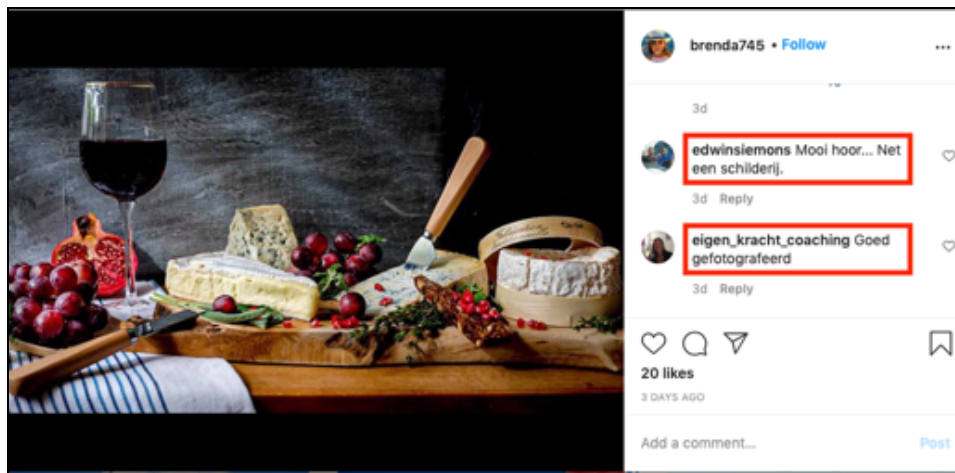 brenda745 • Follow
3d
edwinsiemons Mooi hoor... Net
een schilderij.
3d Reply
eigen_kracht_coaching Goed
gefotografeerd
3d Reply
20 likes
3 DAYS AGO
Add a comment...
Post